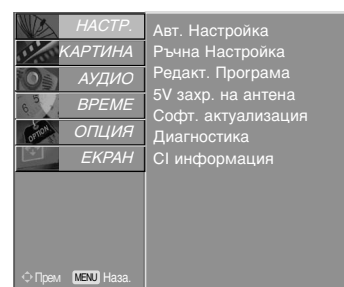 НАСТР.
КАРТИНА
АУДИО
ВРЕМЕ
ОПЦИЯ
ЕКРАН
Авт. Настройка
Ръчна Настройка
Редакт. Програма
5V захр. на антена
Софт. актуализация
Диагностика
CI информация
Прем MENU Наза.